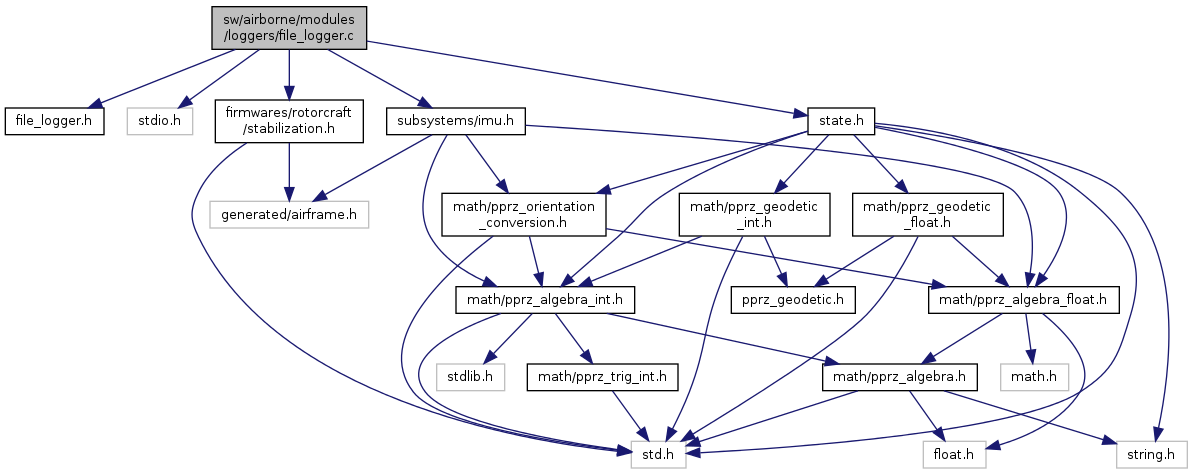 sw/airborne/modules
/loggers/file_logger.c
file_logger.h
stdio.h
firmwares/rotorcraft
/stabilization.h
subsystems/imu.h
state.h
generated/airframe.h
math/pprz_orientation
_conversion.h
math/pprz_geodetic
_int.h
math/pprz_geodetic
_float.h
math/pprz_algebra_int.h
pprz_geodetic.h
math/pprz_algebra_float.h
stdlib.h
math/pprz_trig_int.h
math/pprz_algebra.h
math.h
std.h
float.h
string.h